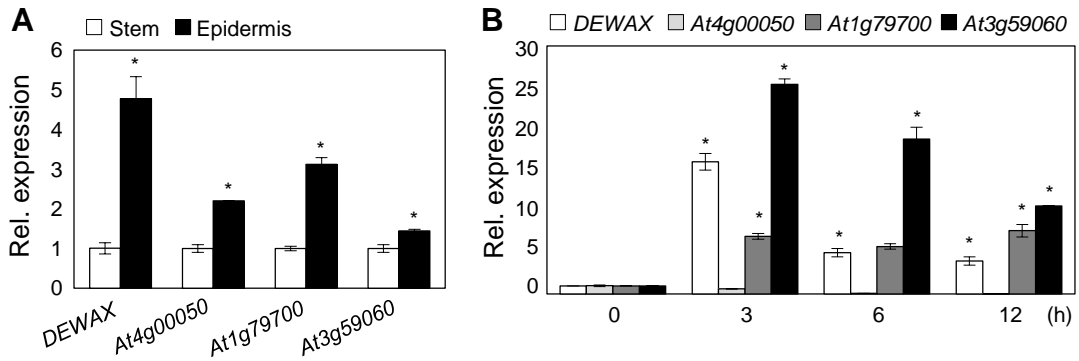 A
Stem Epidermis
Rel. expression
6
5
4
3
2
1
0
*
*
*
*
DEWAX
At4g00050
At1g79700
At3g59060
B
DEWAX At4g00050 At1g79700 At3g59060
Rel. expression
30
25
20
15
10
5
0
*
*
*
*
*
*
*
*
0 3 6 12 (h)